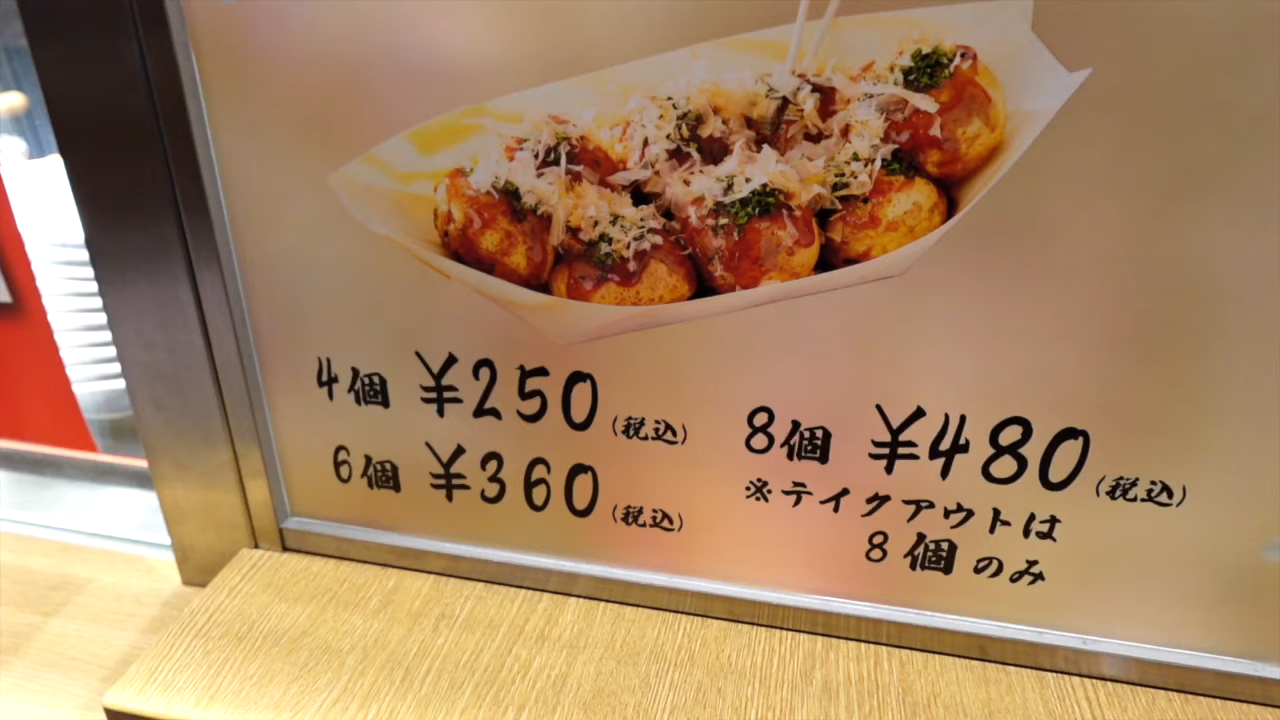 4個 ¥250(税込)
6個 ¥360(税込)
8個 ¥480(税込)
※テイクアウトは
8個のみ